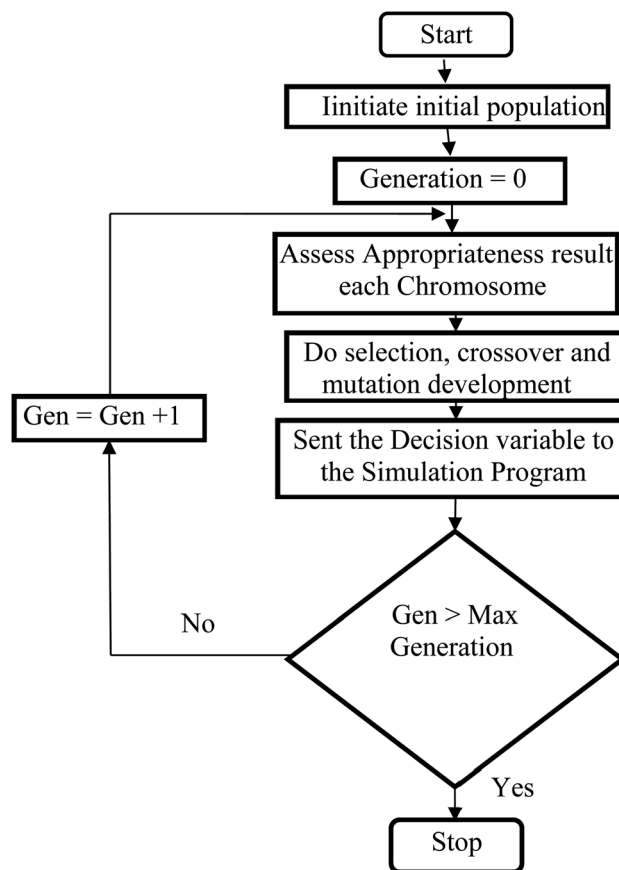 Start
Iinitiate initial population
Generation = 0
Assess Appropriateness result
each Chromosome
Do selection, crossover and
mutation development
Gen = Gen +1
Sent the Decision variable to
the Simulation Program
Gen > Max
Generation
No
Yes
Stop